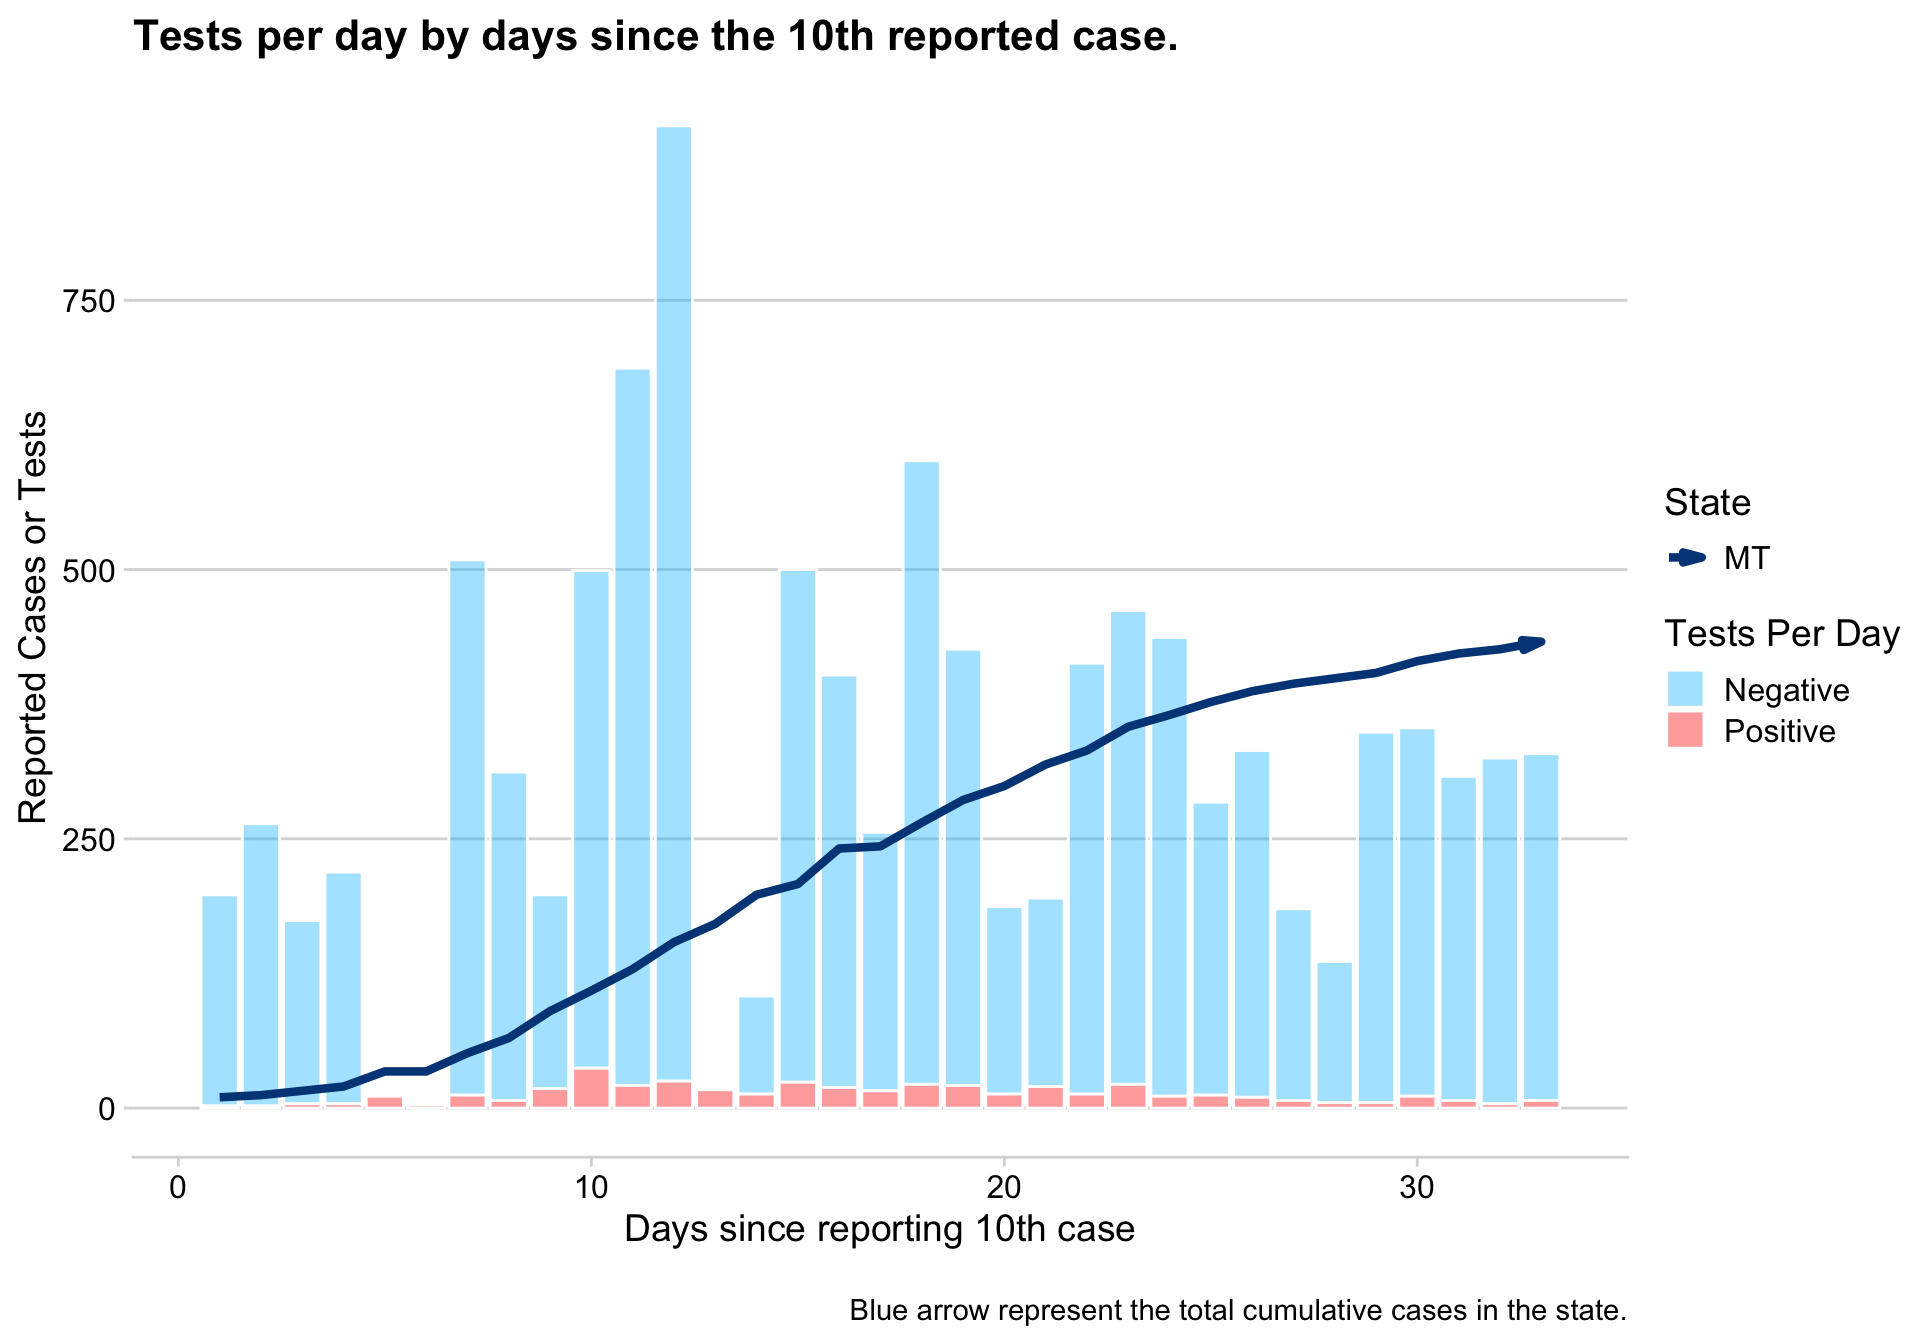 Tests per day by days since the 10th reported case.
Reported Cases or Tests
750
500
250
0
0 10 20 30
Days since reporting 10th case
State
MT
Tests Per Day
Negative
Positive
Blue arrow represent the total cumulative cases in the state.